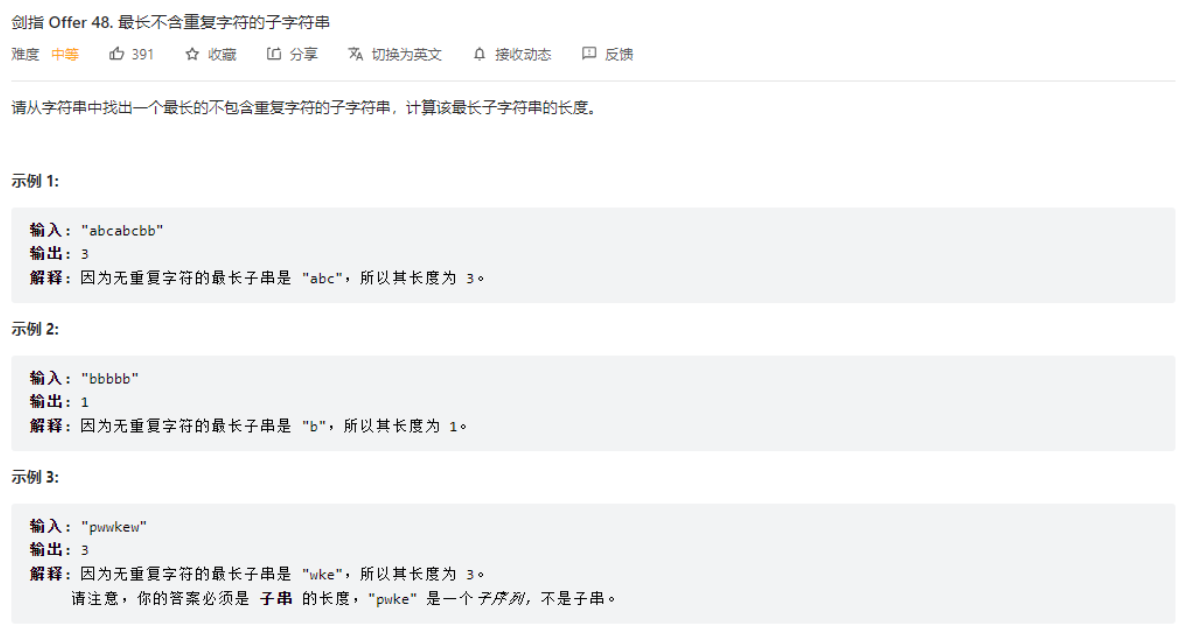 剑指 Offer 48. 最长不含重复字符的子字符串
难度 中等 391 收藏 分享 切换为英文 接收动态 反馈
请从字符串中找出一个最长的不包含重复字符的子字符串，计算该最长子字符串的长度。
示例 1:
输入: "abcabcbb"
输出: 3
解释: 因为无重复字符的最长子串是 "abc"，所以其长度为 3。
示例 2:
输入: "bbbbb"
输出: 1
解释: 因为无重复字符的最长子串是 "b"，所以其长度为 1。
示例 3:
输入: "pwwkew"
输出: 3
解释: 因为无重复字符的最长子串是 "wke"，所以其长度为 3。
请注意，你的答案必须是 子串 的长度，"pwke" 是一个子序列，不是子串。